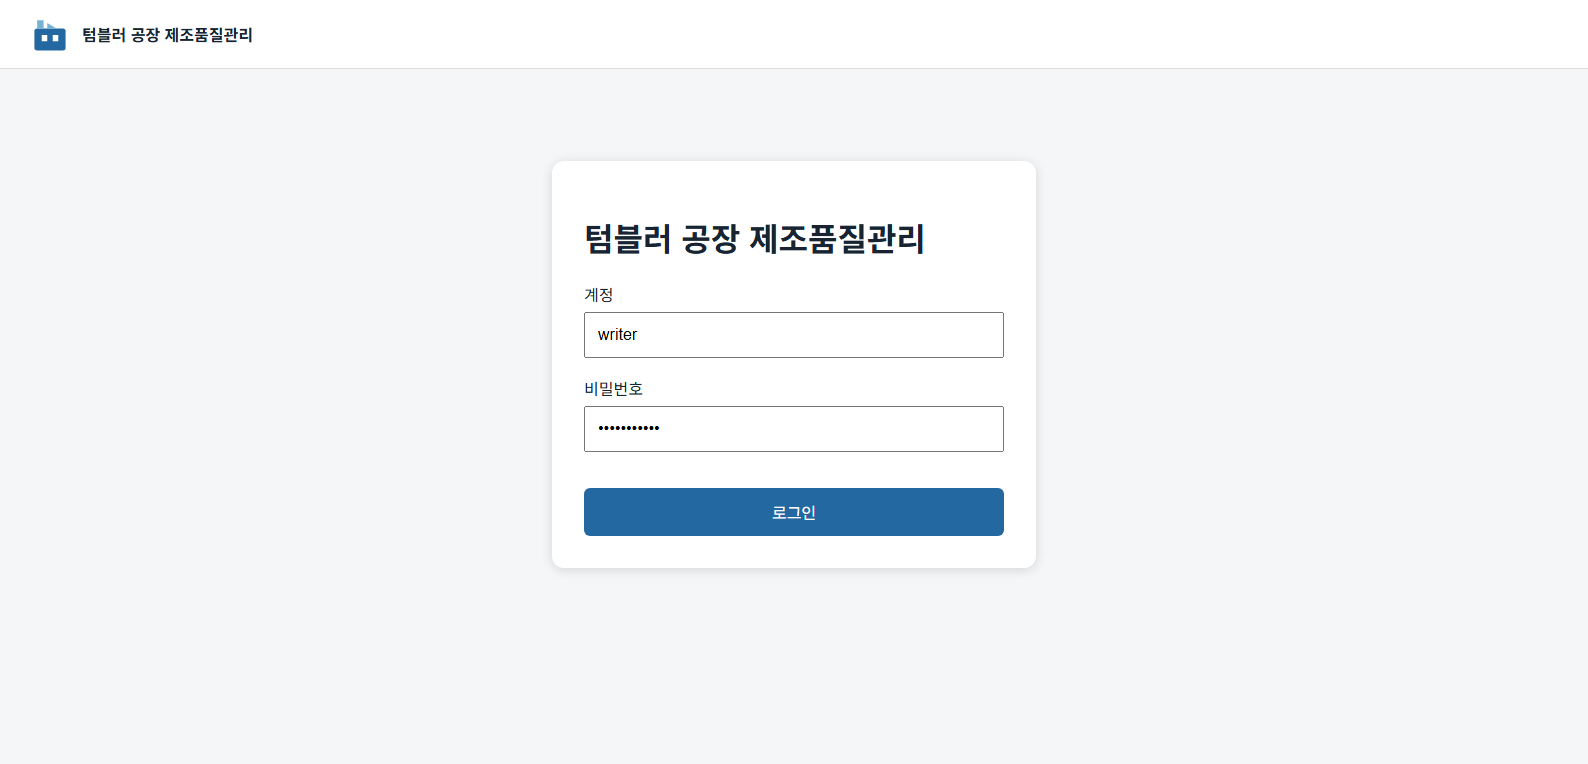 텀블러 공장 제조품질관리
텀블러 공장 제조품질관리
계정
writer
비밀번호
•••••••••••
로그인